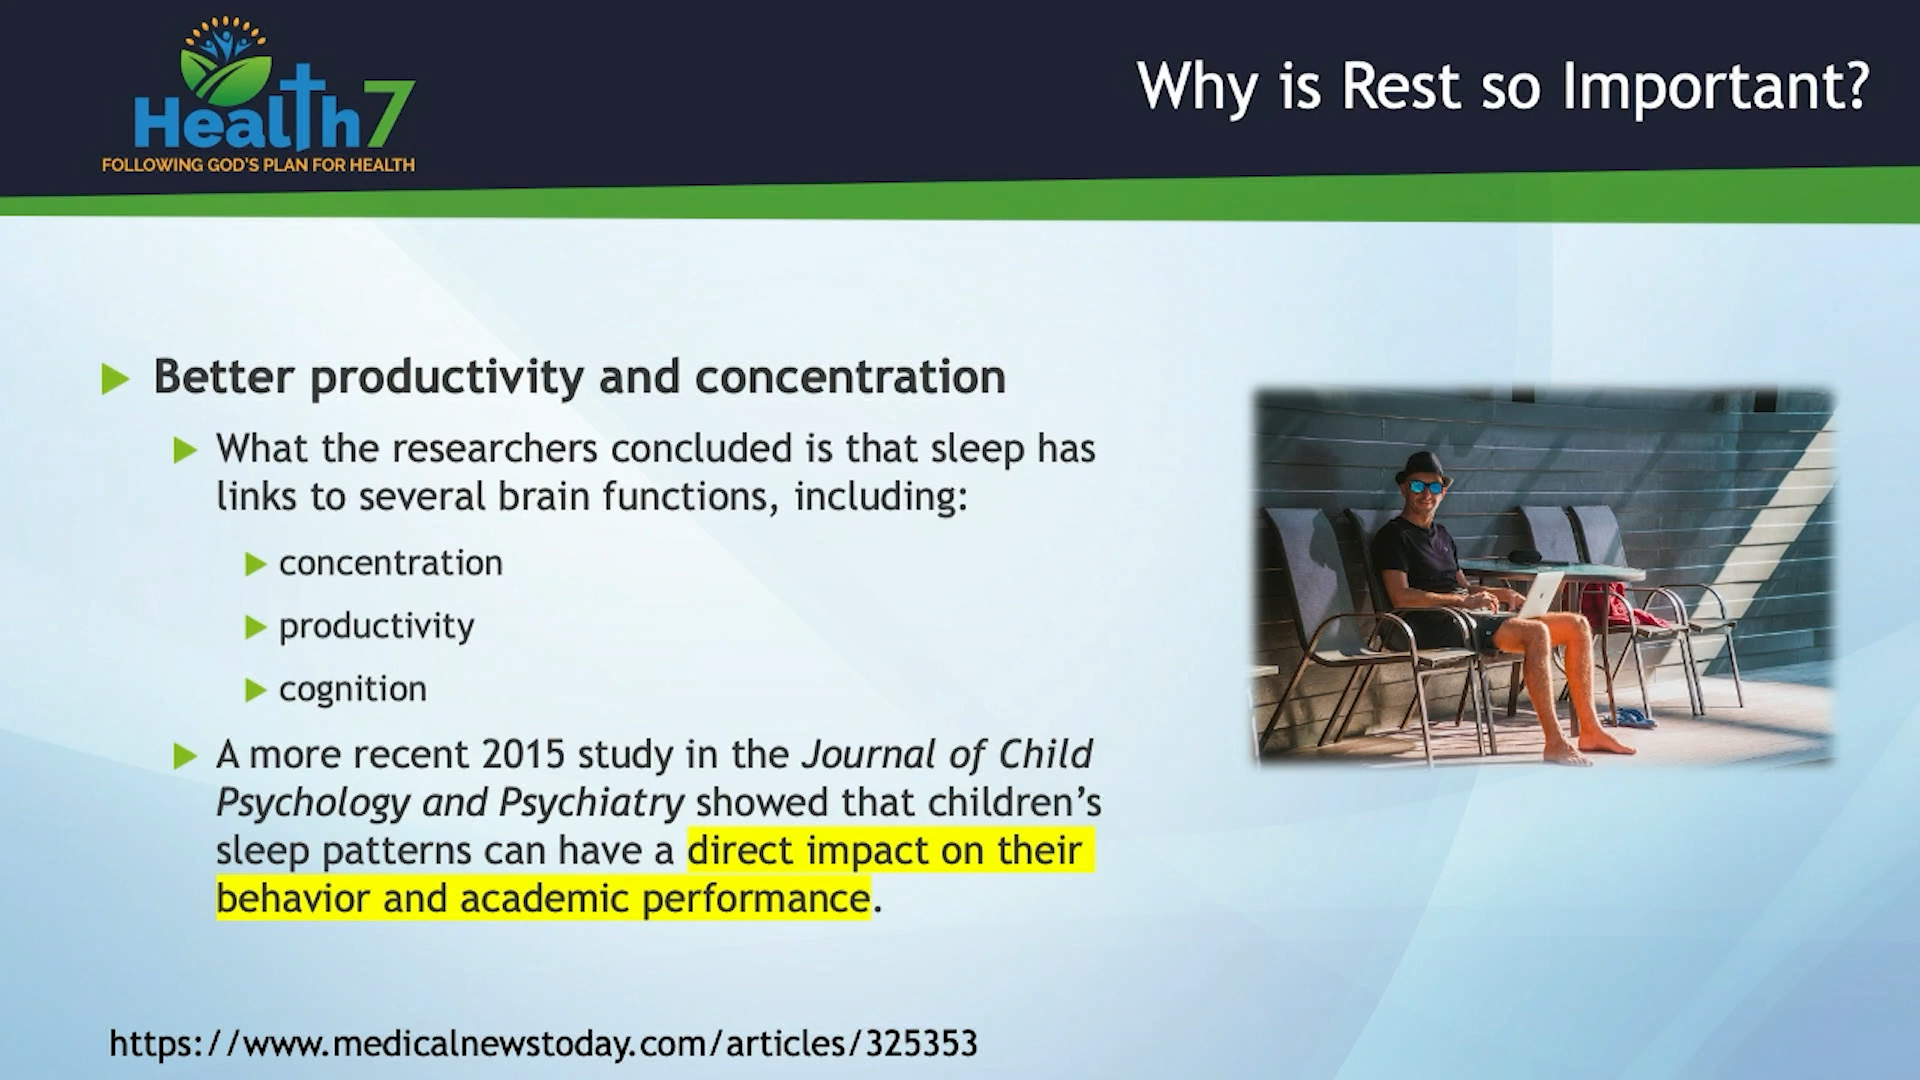 Health7
FOLLOWING GOD'S PLAN FOR HEALTH
Why is Rest so Important?
Better productivity and concentration
What the researchers concluded is that sleep has
links to several brain functions, including:
concentration
productivity
cognition
A more recent 2015 study in the Journal of Child
Psychology and Psychiatry showed that children’s
sleep patterns can have a direct impact on their
behavior and academic performance.
https://www.medicalnewstoday.com/articles/325353